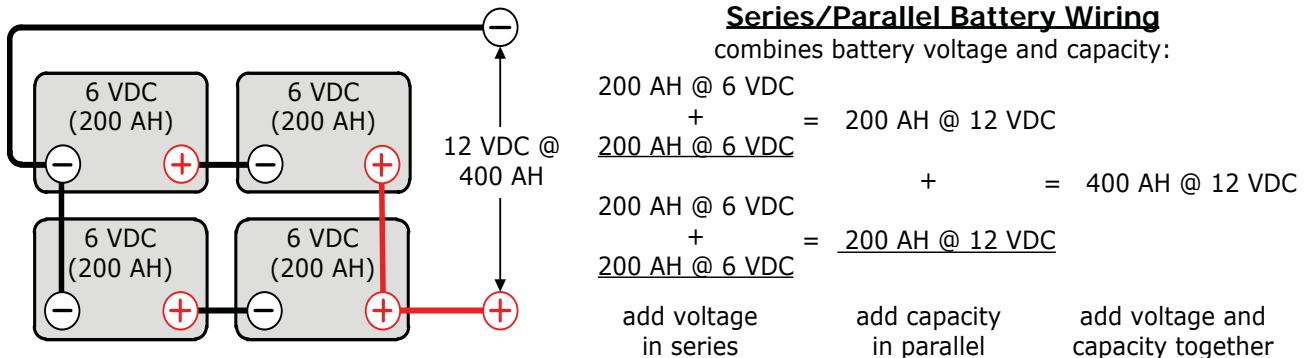 6 VDC
(200 AH)
6 VDC
(200 AH)
6 VDC
(200 AH)
6 VDC
(200 AH)
12 VDC @
400 AH
Series/Parallel Battery Wiring
combines battery voltage and capacity:
200 AH @ 6 VDC
+ = 200 AH @ 12 VDC
200 AH @ 6 VDC
+ = 400 AH @ 12 VDC
200 AH @ 6 VDC
+ = 200 AH @ 12 VDC
200 AH @ 6 VDC
add voltage
in series
add capacity
in parallel
add voltage and
capacity together